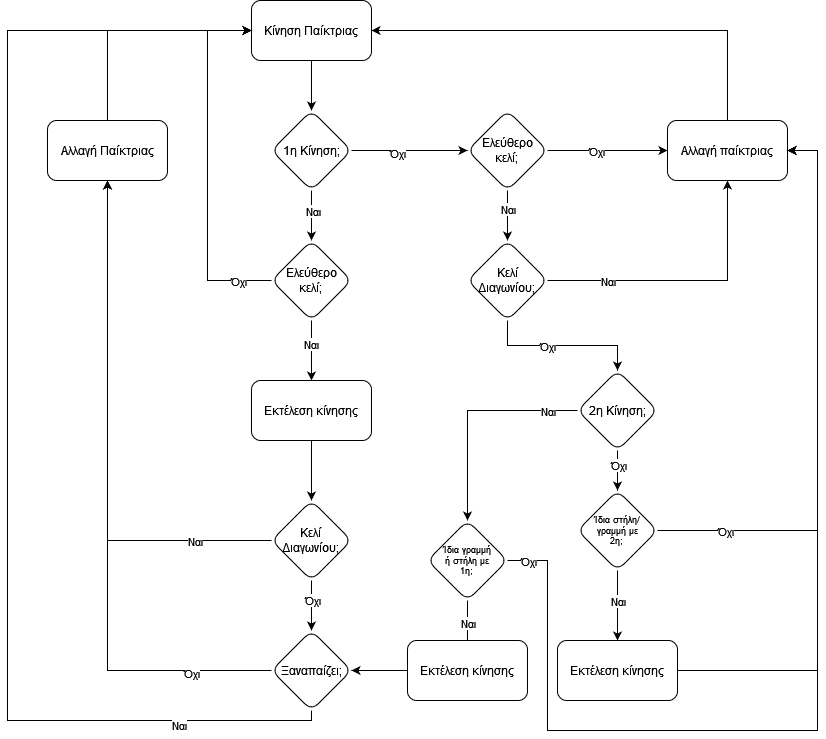 Κίνηση Παίκτριας
Αλλαγή Παίκτριας
1η Κίνηση;
Όχι
Ελεύθερο
κελί;
Όχι
Αλλαγή παίκτριας
Ναι
Ναι
Ελεύθερο
κελί;
Όχι
Κελί
Διαγωνίου;
Ναι
Ναι
Όχι
Εκτέλεση κίνησης
2η Κίνηση;
Ναι
Όχι
Κελί
Διαγωνίου;
Ναι
Όχι
Ίδια γραμμή
ή στήλη με
1η;
Όχι
Ίδια στήλη/
γραμμή με
2η;
Όχι
Ναι
Ναι
Ξαναπαίζει;
Όχι
Ναι
Εκτέλεση κίνησης
Εκτέλεση κίνησης